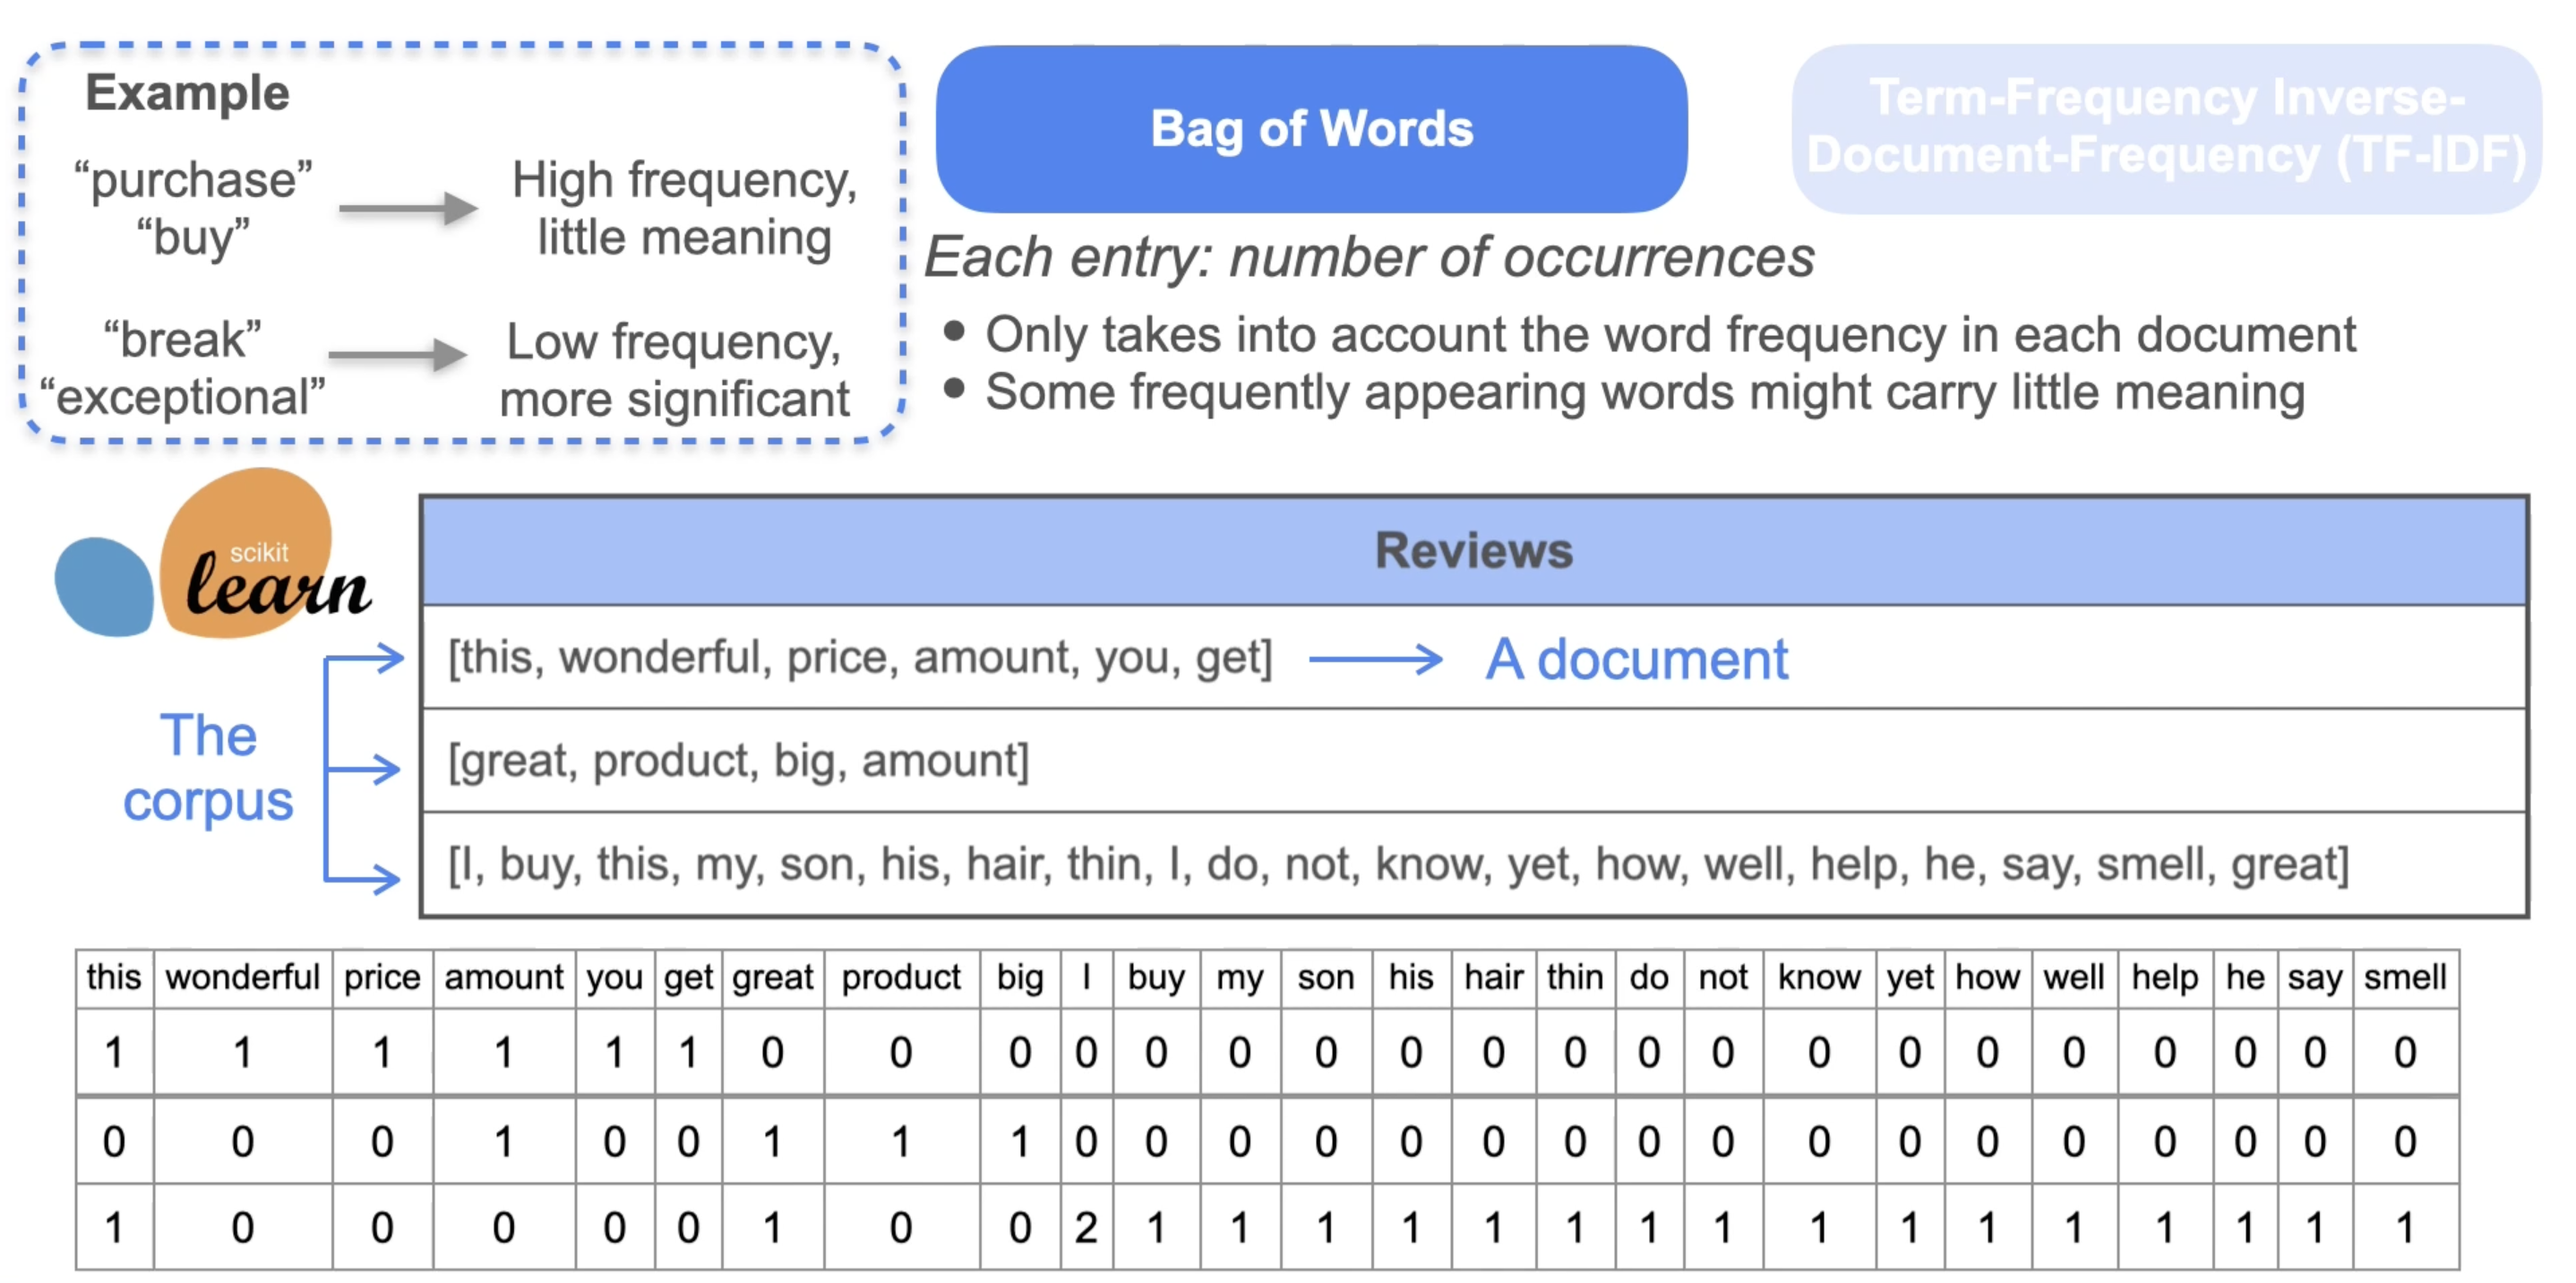 Example
“purchase”
“buy”
High frequency,
little meaning
“break”
“exceptional”
Low frequency,
more significant
Bag of Words
Term-Frequency Inverse-
Document-Frequency (TF-IDF)
Each entry: number of occurrences
• Only takes into account the word frequency in each document
• Some frequently appearing words might carry little meaning
scikit
learn
The
corpus
Reviews
[this, wonderful, price, amount, you, get]
A document
[great, product, big, amount]
[I, buy, this, my, son, his, hair, thin, I, do, not, know, yet, how, well, help, he, say, smell, great]
this wonderful price amount you get great product big I buy my son his hair thin do not know yet how well help he say smell
1 1 1 1 1 1 0 0 0 0 0 0 0 0 0 0 0 0 0 0 0 0 0 0 0 0
0 0 0 1 0 0 1 1 1 0 0 0 0 0 0 0 0 0 0 0 0 0 0 0 0 0
1 0 0 0 0 0 1 0 0 2 1 1 1 1 1 1 1 1 1 1 1 1 1 1 1 1